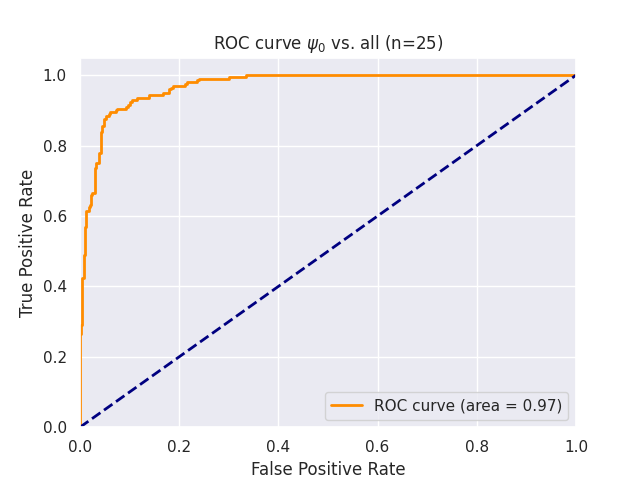 ROC curve ψ₀ vs. all (n=25)
True Positive Rate
1.0
0.8
0.6
0.4
0.2
0.0
ROC curve (area = 0.97)
0.0 0.2 0.4 0.6 0.8 1.0
False Positive Rate